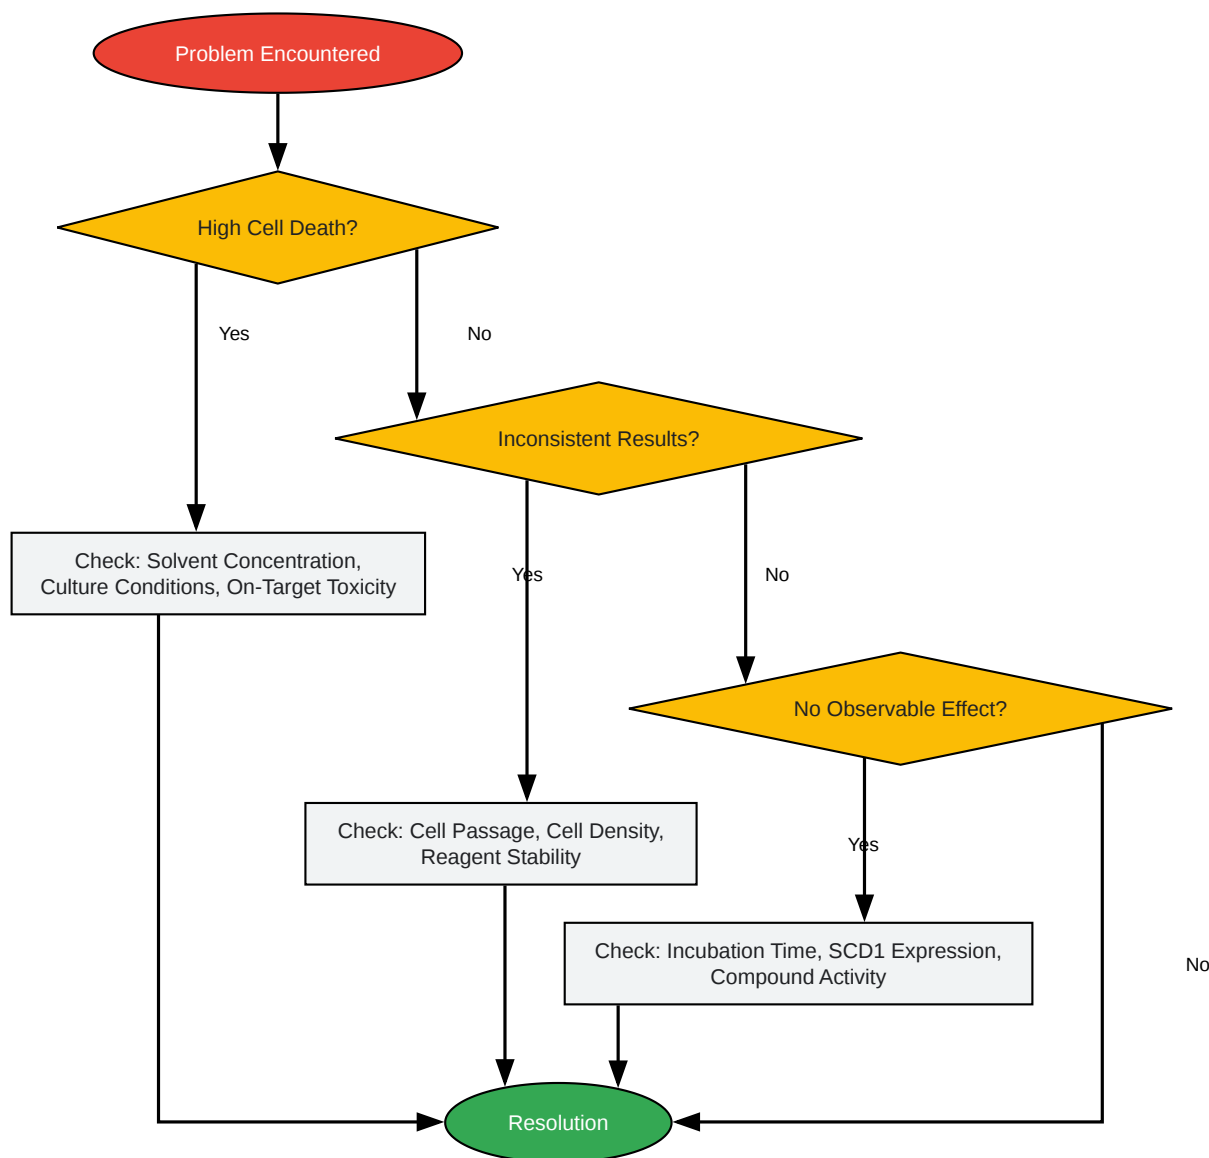 Problem Encountered
High Cell Death?
Yes
No
Inconsistent Results?
Check: Solvent Concentration,
Culture Conditions, On-Target Toxicity
Yes
No
No Observable Effect?
Check: Cell Passage, Cell Density,
Reagent Stability
Yes
Check: Incubation Time, SCD1 Expression,
Compound Activity
No
Resolution